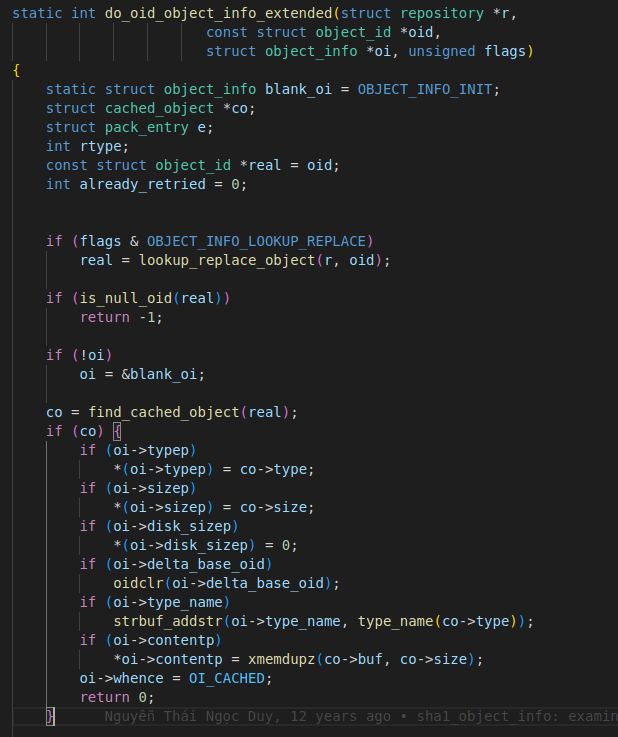 static int do_oid_object_info_extended(struct repository *r,
const struct object_id *oid,
struct object_info *oi, unsigned flags)
{
static struct object_info blank_oi = OBJECT_INFO_INIT;
struct cached_object *co;
struct pack_entry e;
int rtype;
const struct object_id *real = oid;
int already_retried = 0;
if (flags & OBJECT_INFO_LOOKUP_REPLACE)
real = lookup_replace_object(r, oid);
if (is_null_oid(real))
return -1;
if (!oi)
oi = &blank_oi;
co = find_cached_object(real);
if (co) {
if (oi->typep)
*(oi->typep) = co->type;
if (oi->sizep)
*(oi->sizep) = co->size;
if (oi->disk_sizep)
*(oi->disk_sizep) = 0;
if (oi->delta_base_oid)
oidclr(oi->delta_base_oid);
if (oi->type_name)
strbuf_addstr(oi->type_name, type_name(co->type));
if (oi->contentp)
*oi->contentp = xmemdupz(co->buf, co->size);
oi->whence = OI_CACHED;
return 0;
} Nguyễn Thái Ngọc Duy, 12 years ago • sha1_object_info: examin